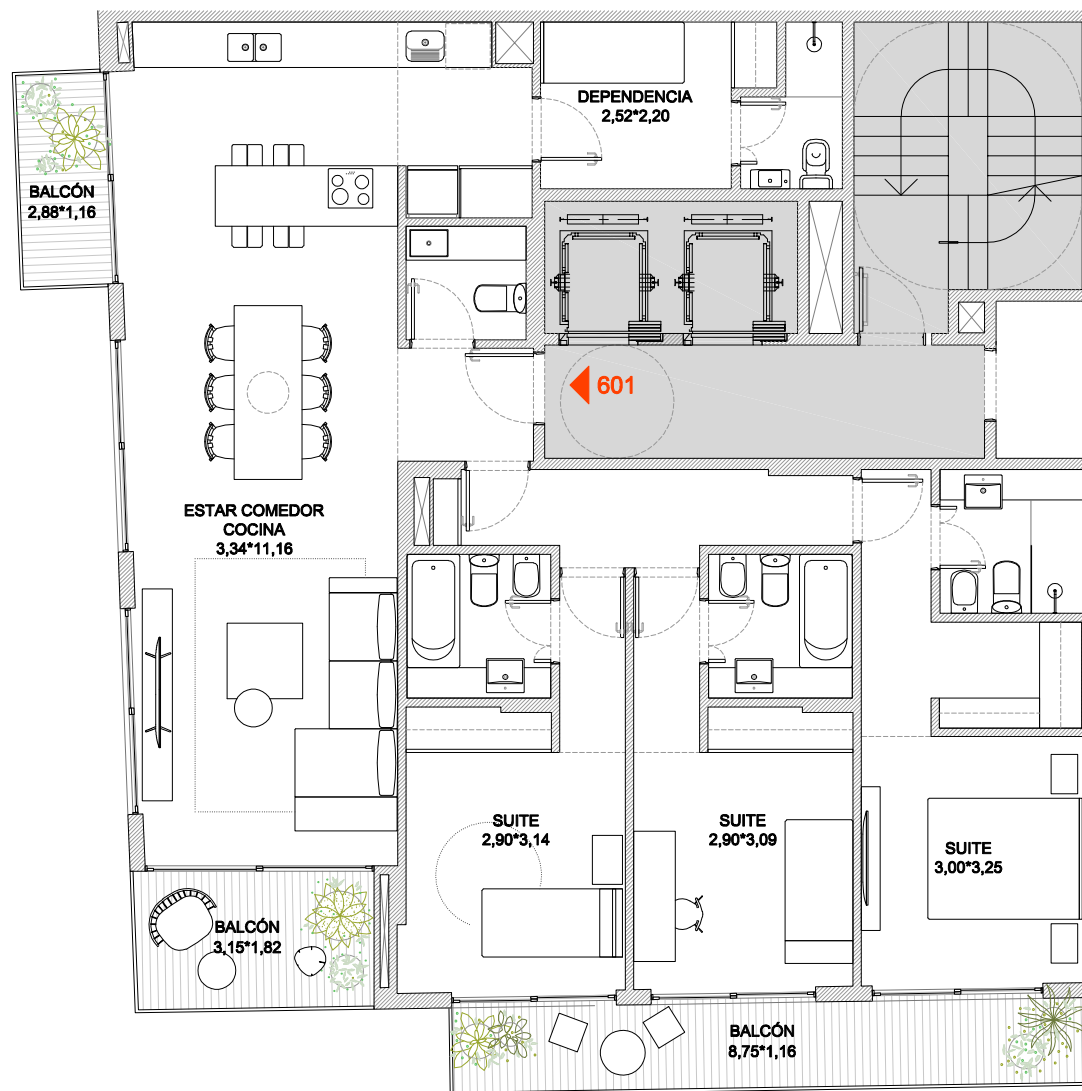 DEPENDENCIA
2,52*2,20
BALCÓN
2,88*1,16
601
ESTAR COMEDOR
COCINA
3,34*11,16
SUITE
2,90*3,14
SUITE
2,90*3,09
SUITE
3,00*3,25
BALCÓN
3,15*1,82
BALCÓN
8,75*1,16